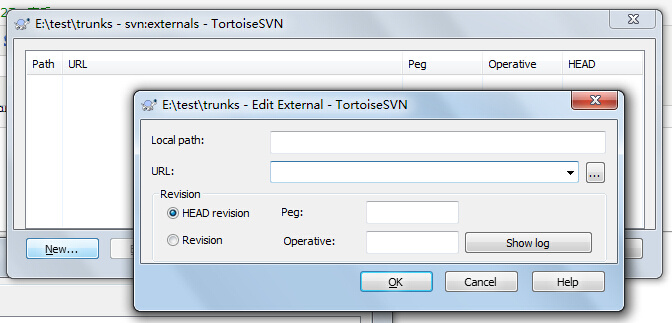 E:\test\trunks - svn:externals - TortoiseSVN
Path URL Peg Operative HEAD
E:\test\trunks - Edit External - TortoiseSVN
Local path:
URL:
...
Revision
HEAD revision Peg:
Revision Operative:
Show log
New...
OK Cancel Help